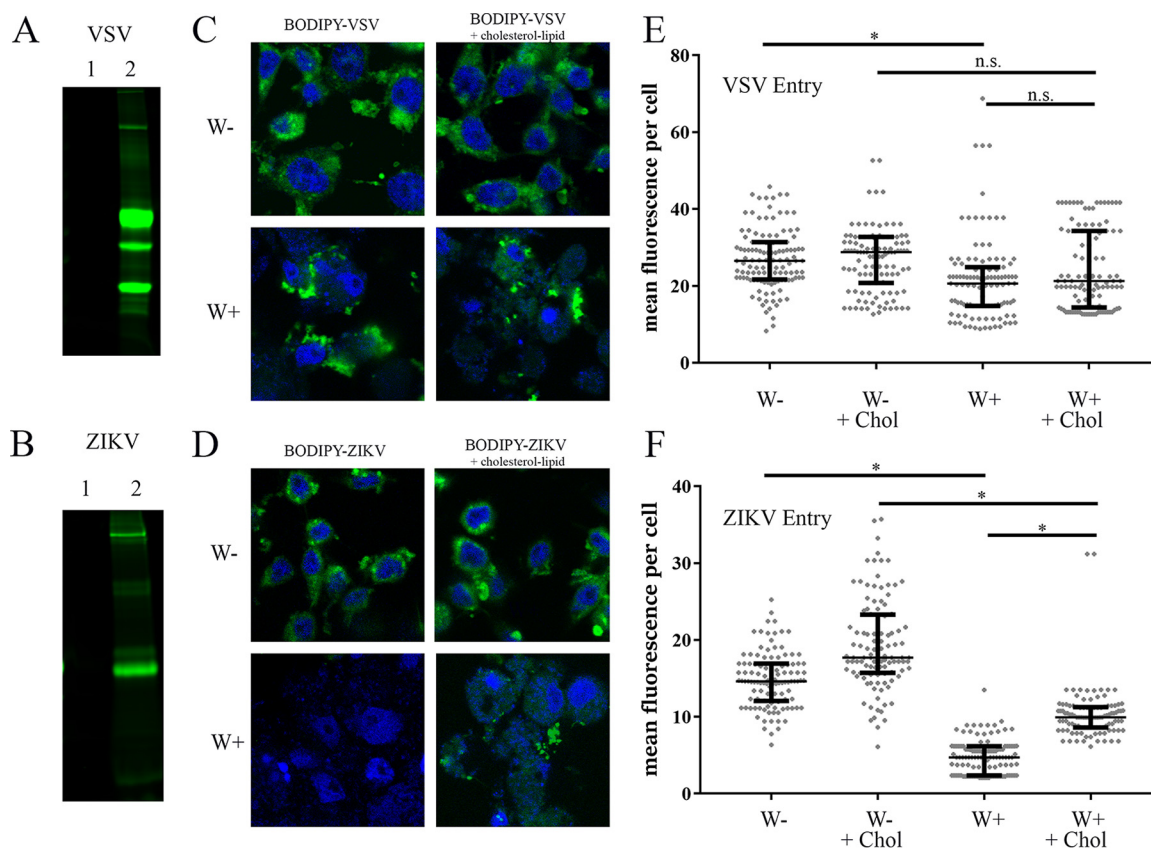 A
VSV
1 2
B
ZIKV
1 2
C
BODIPY-VSV
BODIPY-VSV
+ cholesterol-lipid
W-
W+
D
BODIPY-ZIKV
BODIPY-ZIKV
+ cholesterol-lipid
W-
W+
E
VSV Entry
mean fluorescence per cell
80
60
40
20
0
*
n.s.
n.s.
W- W- W+ W+
+ Chol + Chol
F
ZIKV Entry
mean fluorescence per cell
40
30
20
10
0
*
*
*
W- W- W+ W+
+ Chol + Chol